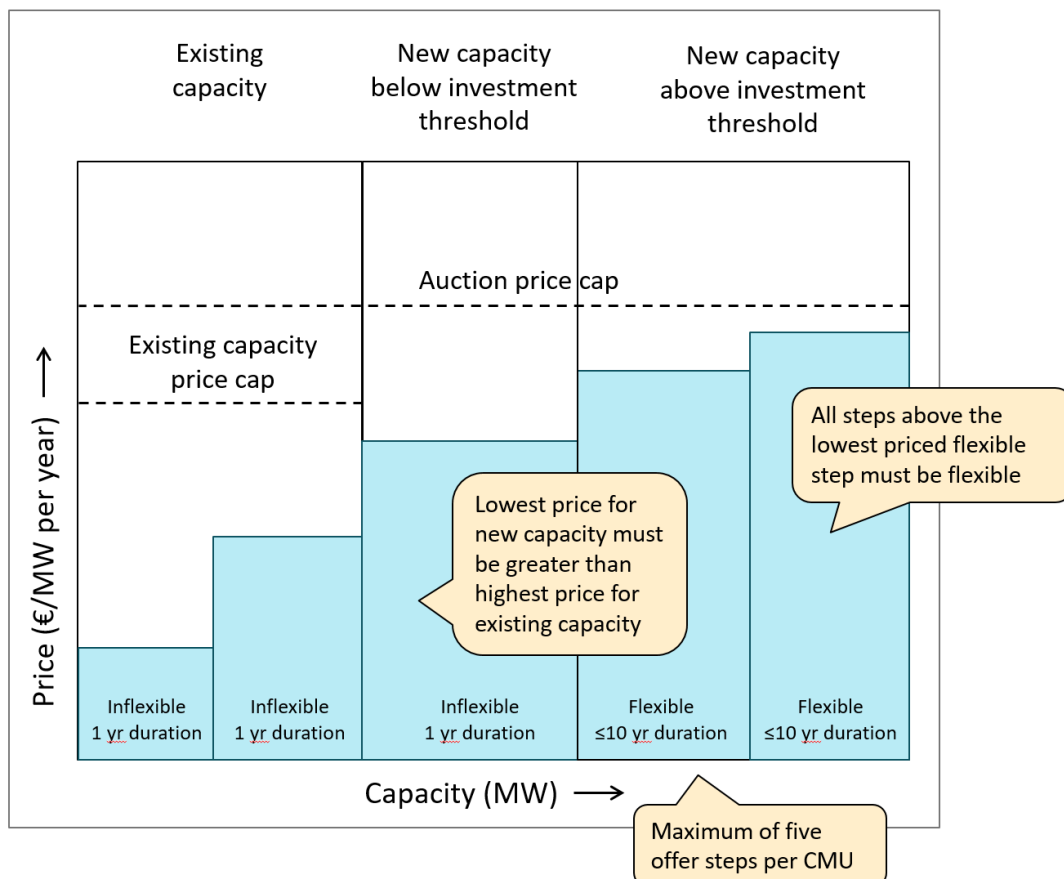 Existing
capacity
New capacity
below investment
threshold
New capacity
above investment
threshold
Auction price cap
Existing capacity
price cap
Price (€/MW per year)
All steps above the
lowest priced flexible
step must be flexible
Lowest price for
new capacity must
be greater than
highest price for
existing capacity
Inflexible
1 yr duration
Inflexible
1 yr duration
Inflexible
1 yr duration
Flexible
≤10 yr duration
Flexible
≤10 yr duration
Capacity (MW)
Maximum of five
offer steps per CMU